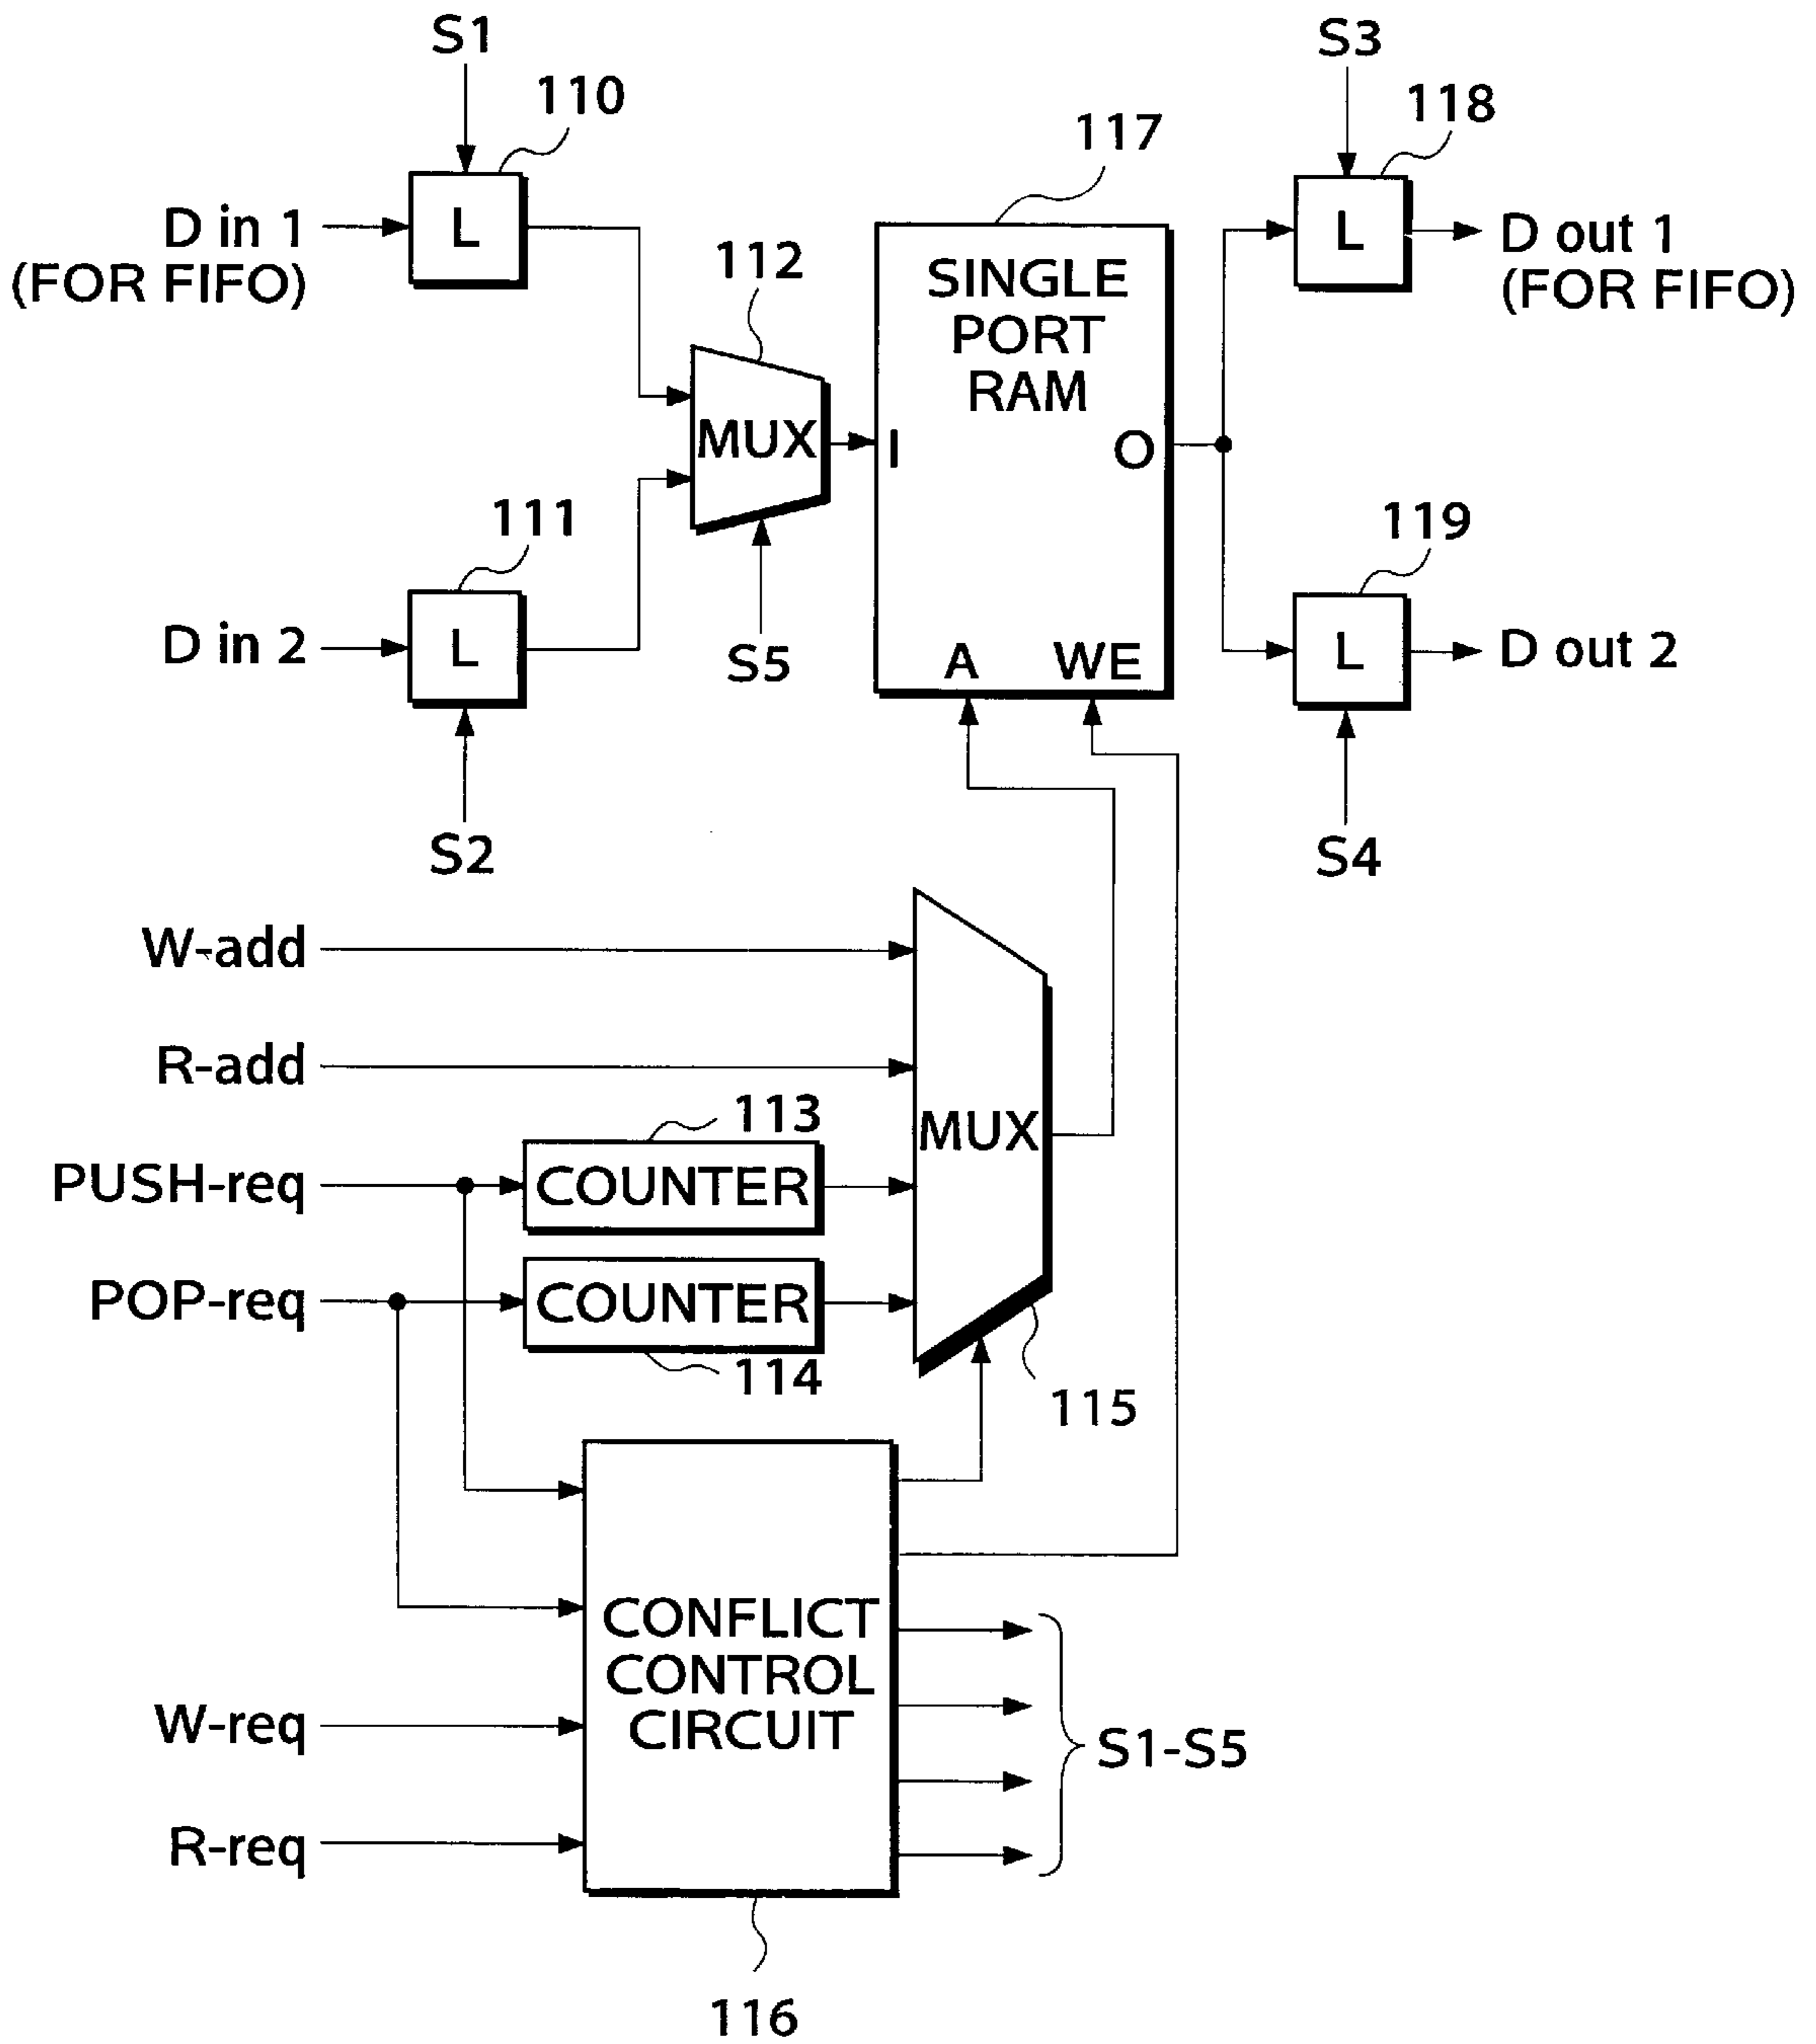 S1
110
D in 1
(FOR FIFO)
L
112
MUX
S5
111
D in 2
L
S2
117
SINGLE
PORT
RAM
I
O
A
WE
S3
118
L
D out 1
(FOR FIFO)
119
L
D out 2
S4
W-add
R-add
PUSH-req
113
COUNTER
POP-req
COUNTER
114
MUX
115
CONFLICT
CONTROL
CIRCUIT
W-req
R-req
S1-S5
116